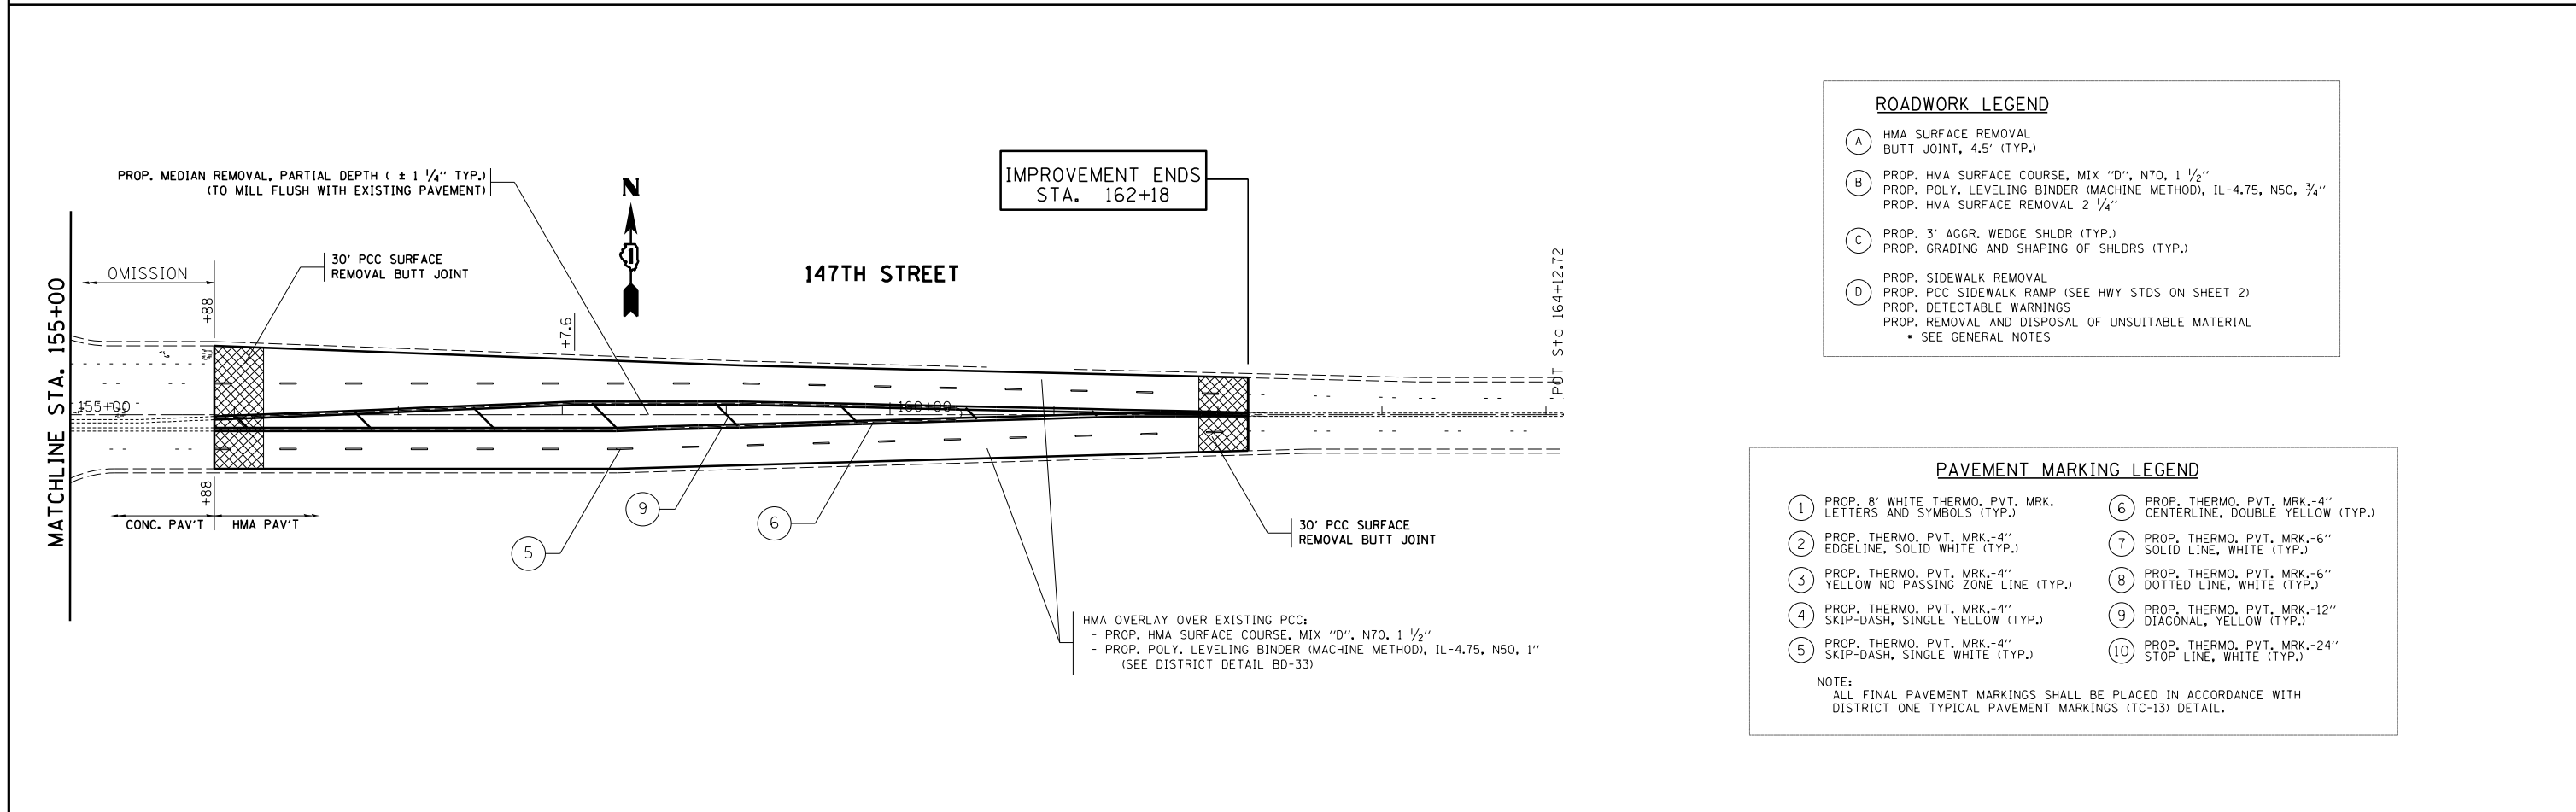 PROP. MEDIAN REMOVAL, PARTIAL DEPTH ( ± 1 1/4" TYP.)
(TO MILL FLUSH WITH EXISTING PAVEMENT)
N
IMPROVEMENT ENDS
STA. 162+18
147TH STREET
30' PCC SURFACE
REMOVAL BUTT JOINT
OMISSION
+88
+7.6
MATCHLINE STA. 155+00
155+00
160+00
POT Sta 164+12.72
+88
CONC. PAV'T
HMA PAV'T
5
9
6
30' PCC SURFACE
REMOVAL BUTT JOINT
HMA OVERLAY OVER EXISTING PCC:
- PROP. HMA SURFACE COURSE, MIX "D", N70, 1 1/2"
- PROP. POLY. LEVELING BINDER (MACHINE METHOD), IL-4.75, N50, 1"
(SEE DISTRICT DETAIL BD-33)
ROADWORK LEGEND
A
HMA SURFACE REMOVAL
BUTT JOINT, 4.5' (TYP.)
B
PROP. HMA SURFACE COURSE, MIX "D", N70, 1 1/2"
PROP. POLY. LEVELING BINDER (MACHINE METHOD), IL-4.75, N50, 3/4"
PROP. HMA SURFACE REMOVAL 2 1/4"
C
PROP. 3' AGGR. WEDGE SHLDR (TYP.)
PROP. GRADING AND SHAPING OF SHLDRS (TYP.)
D
PROP. SIDEWALK REMOVAL
PROP. PCC SIDEWALK RAMP (SEE HWY STDS ON SHEET 2)
PROP. DETECTABLE WARNINGS
PROP. REMOVAL AND DISPOSAL OF UNSUITABLE MATERIAL
• SEE GENERAL NOTES
PAVEMENT MARKING LEGEND
1
PROP. 8' WHITE THERMO. PVT. MRK.
LETTERS AND SYMBOLS (TYP.)
2
PROP. THERMO. PVT. MRK.-4"
EDGELINE, SOLID WHITE (TYP.)
3
PROP. THERMO. PVT. MRK.-4"
YELLOW NO PASSING ZONE LINE (TYP.)
4
PROP. THERMO. PVT. MRK.-4"
SKIP-DASH, SINGLE YELLOW (TYP.)
5
PROP. THERMO. PVT. MRK.-4"
SKIP-DASH, SINGLE WHITE (TYP.)
6
PROP. THERMO. PVT. MRK.-4"
CENTERLINE, DOUBLE YELLOW (TYP.)
7
PROP. THERMO. PVT. MRK.-6"
SOLID LINE, WHITE (TYP.)
8
PROP. THERMO. PVT. MRK.-6"
DOTTED LINE, WHITE (TYP.)
9
PROP. THERMO. PVT. MRK.-12"
DIAGONAL, YELLOW (TYP.)
10
PROP. THERMO. PVT. MRK.-24"
STOP LINE, WHITE (TYP.)
NOTE:
ALL FINAL PAVEMENT MARKINGS SHALL BE PLACED IN ACCORDANCE WITH
DISTRICT ONE TYPICAL PAVEMENT MARKINGS (TC-13) DETAIL.